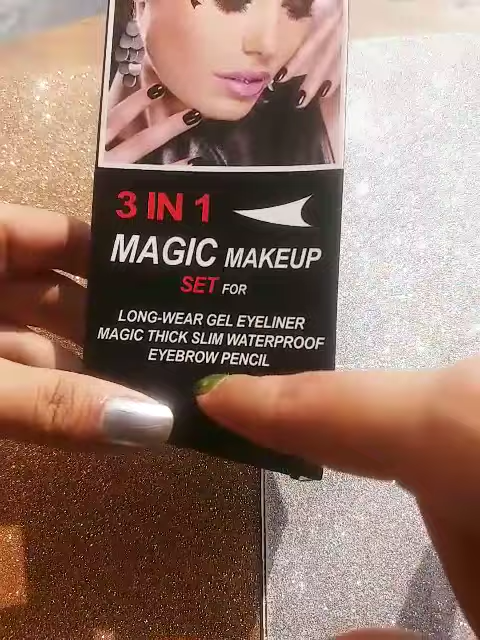 3 IN 1
MAGIC MAKEUP
SET FOR
LONG-WEAR GEL EYELINER
MAGIC THICK SLIM WATERPROOF
EYEBROW PENCIL